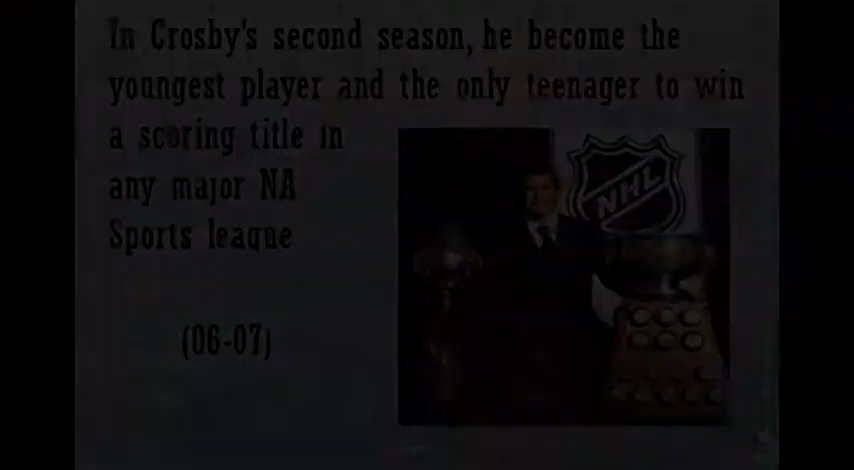 In Crosby's second season, he become the
youngest player and the only teenager to win
a scoring title in
any major NA
Sports league
(06-07)
NHL